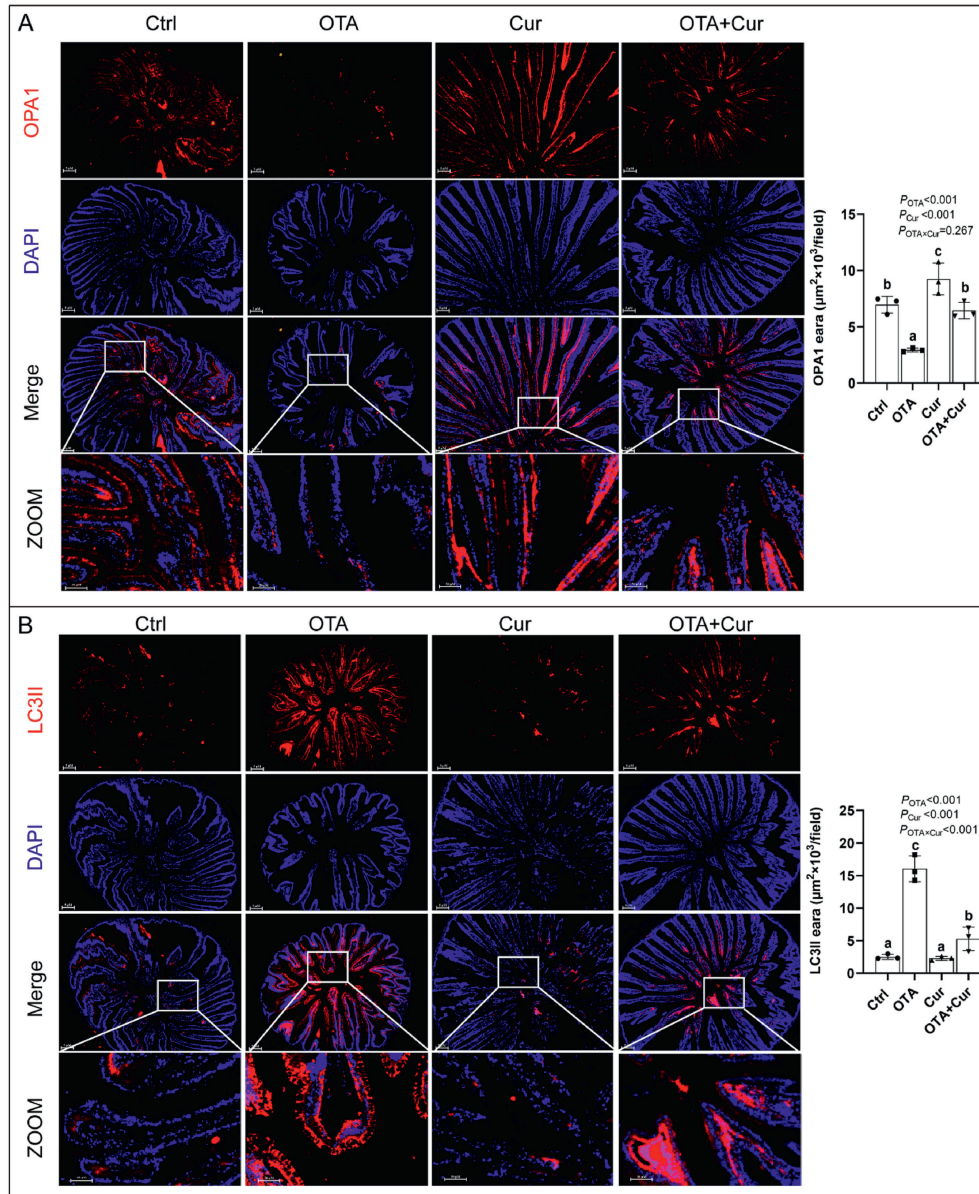 A
Ctrl OTA Cur OTA+Cur
OPA1
DAPI
Merge
ZOOM
P_OTA<0.001
P_Cur<0.001
P_OTA×Cur=0.267
OPA1 eara (μm²×10³/field)
15
10
5
0
b
a
c
b
Ctrl
OTA
Cur
OTA+Cur
B
Ctrl OTA Cur OTA+Cur
LC3II
DAPI
Merge
ZOOM
P_OTA<0.001
P_Cur <0.001
P_OTA×Cur<0.001
LC3II eara (μm²×10³/field)
25
20
15
10
5
0
a
c
a
b
Ctrl
OTA
Cur
OTA+Cur